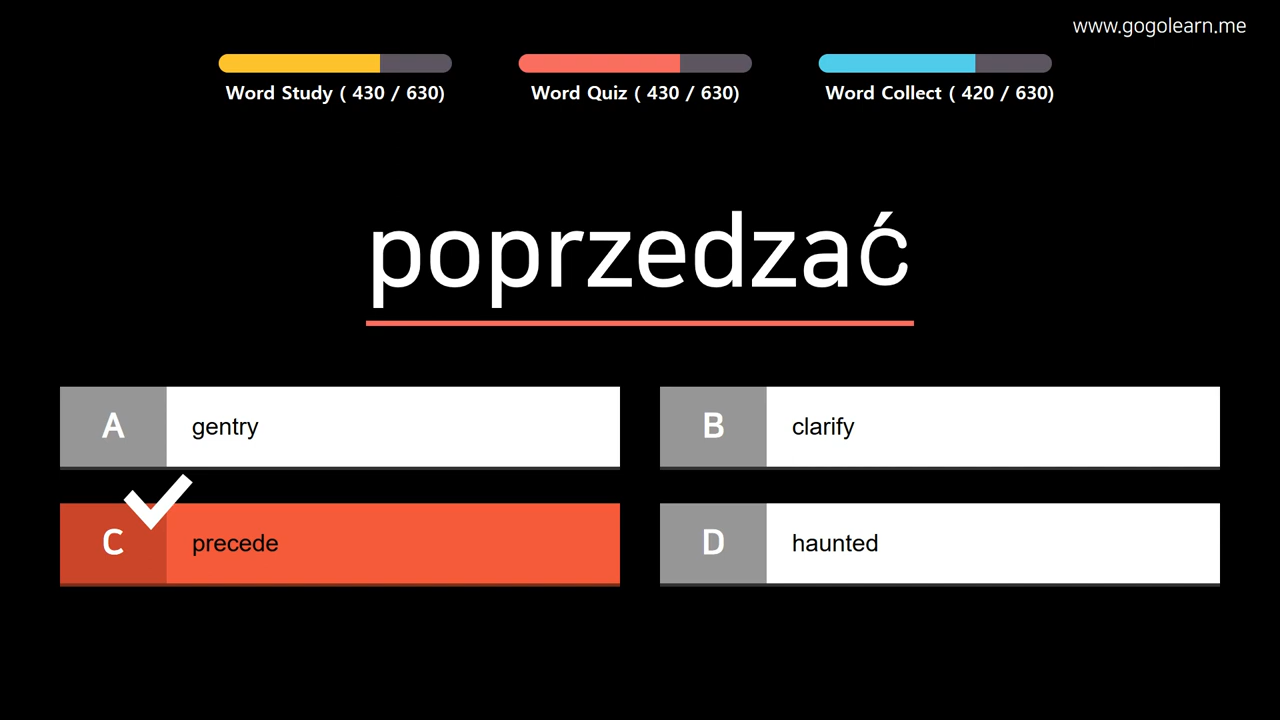 www.gogolearn.me
Word Study ( 430 / 630)
Word Quiz ( 430 / 630)
Word Collect ( 420 / 630)
poprzedzać
A gentry
B clarify
C precede
D haunted